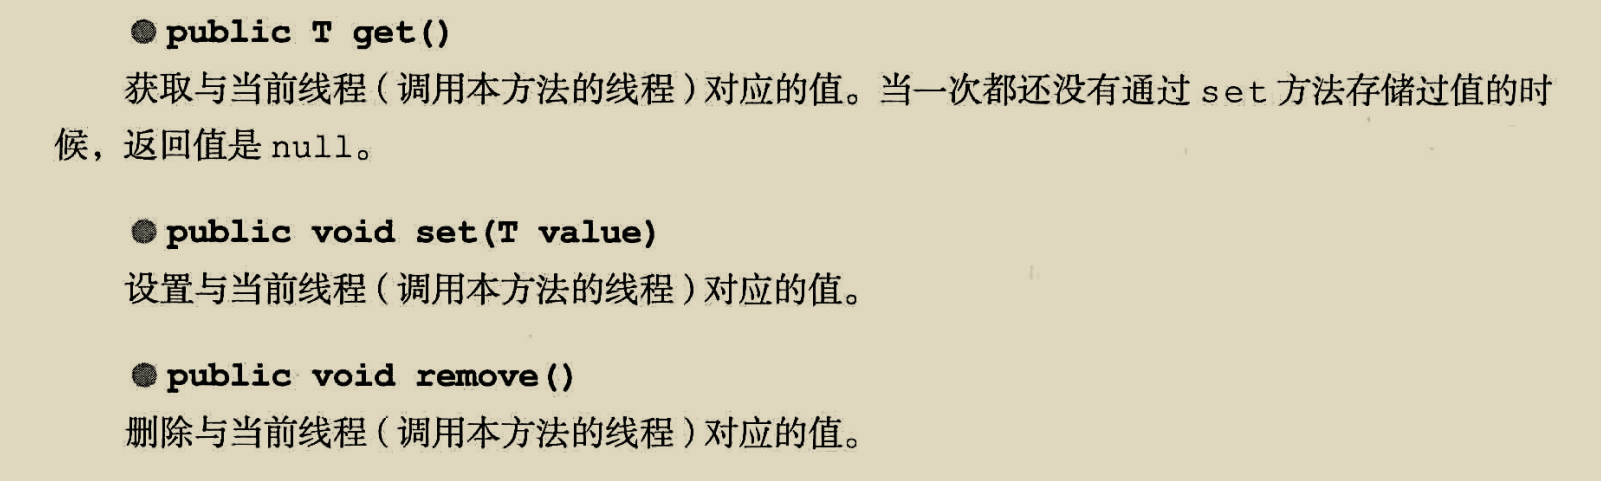 ● public T get()
获取与当前线程（调用本方法的线程）对应的值。当一次都还没有通过 set 方法存储过值的时
候，返回值是 null。
● public void set(T value)
设置与当前线程（调用本方法的线程）对应的值。
● public void remove()
删除与当前线程（调用本方法的线程）对应的值。